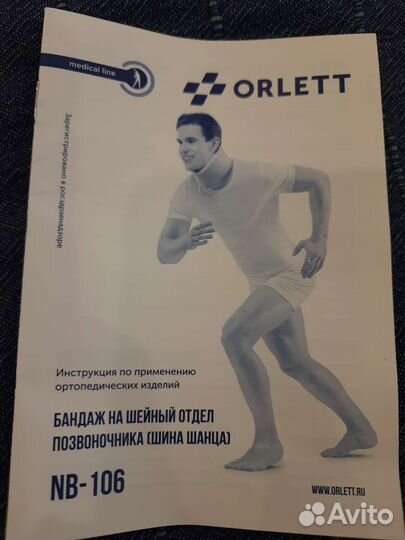 medical line
ORLETT
Зарегистрировано в росздравнадзоре
Инструкция по применению
ортопедических изделий
БАНДАЖ НА ШЕЙНЫЙ ОТДЕЛ
ПОЗВОНОЧНИКА (ШИНА ШАНЦА)
NB-106
WWW.ORLETT.RU
Avito